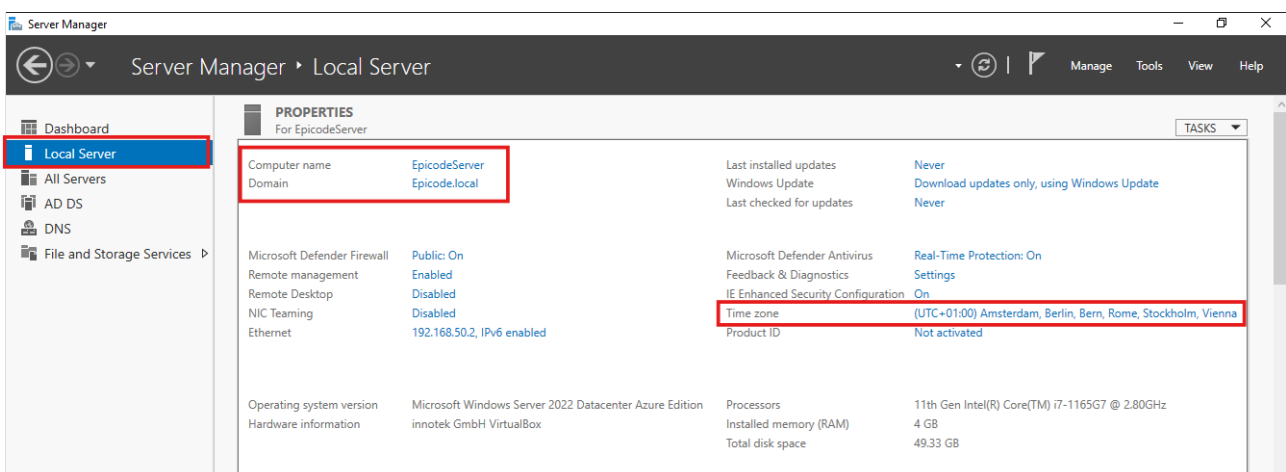 Server Manager
Server Manager ‣ Local Server
Manage Tools View Help
Dashboard
Local Server
All Servers
AD DS
DNS
File and Storage Services
PROPERTIES
For EpicodeServer
TASKS
Computer name EpicodeServer
Domain Epicode.local
Last installed updates Never
Windows Update Download updates only, using Windows Update
Last checked for updates Never
Microsoft Defender Firewall Public: On
Remote management Enabled
Remote Desktop Disabled
NIC Teaming Disabled
Ethernet 192.168.50.2, IPv6 enabled
Microsoft Defender Antivirus Real-Time Protection: On
Feedback & Diagnostics Settings
IE Enhanced Security Configuration On
Time zone (UTC+01:00) Amsterdam, Berlin, Bern, Rome, Stockholm, Vienna
Product ID Not activated
Operating system version Microsoft Windows Server 2022 Datacenter Azure Edition
Hardware information innotek GmbH VirtualBox
Processors 11th Gen Intel(R) Core(TM) i7-1165G7 @ 2.80GHz
Installed memory (RAM) 4 GB
Total disk space 49.33 GB